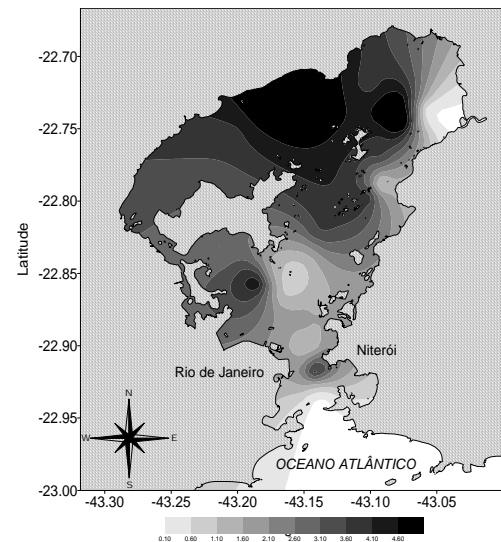 -22.70
-22.75
-22.80
-22.85
-22.90
-22.95
-23.00
Latitude
Niterói
Rio de Janeiro
N
W E
S
OCEANO ATLÂNTICO
-43.30 -43.25 -43.20 -43.15 -43.10 -43.05
0.10 0.60 1.10 1.60 2.10 2.60 3.10 3.60 4.10 4.60